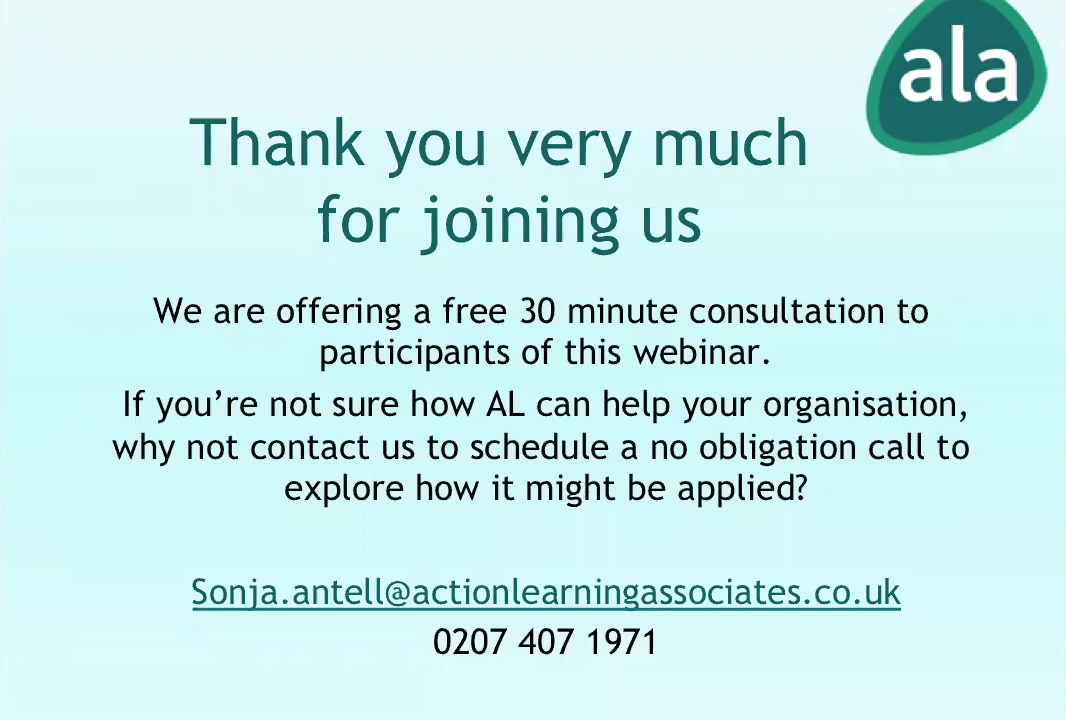 ala
Thank you very much
for joining us
We are offering a free 30 minute consultation to
participants of this webinar.
If you’re not sure how AL can help your organisation,
why not contact us to schedule a no obligation call to
explore how it might be applied?
Sonja.antell@actionlearningassociates.co.uk
0207 407 1971